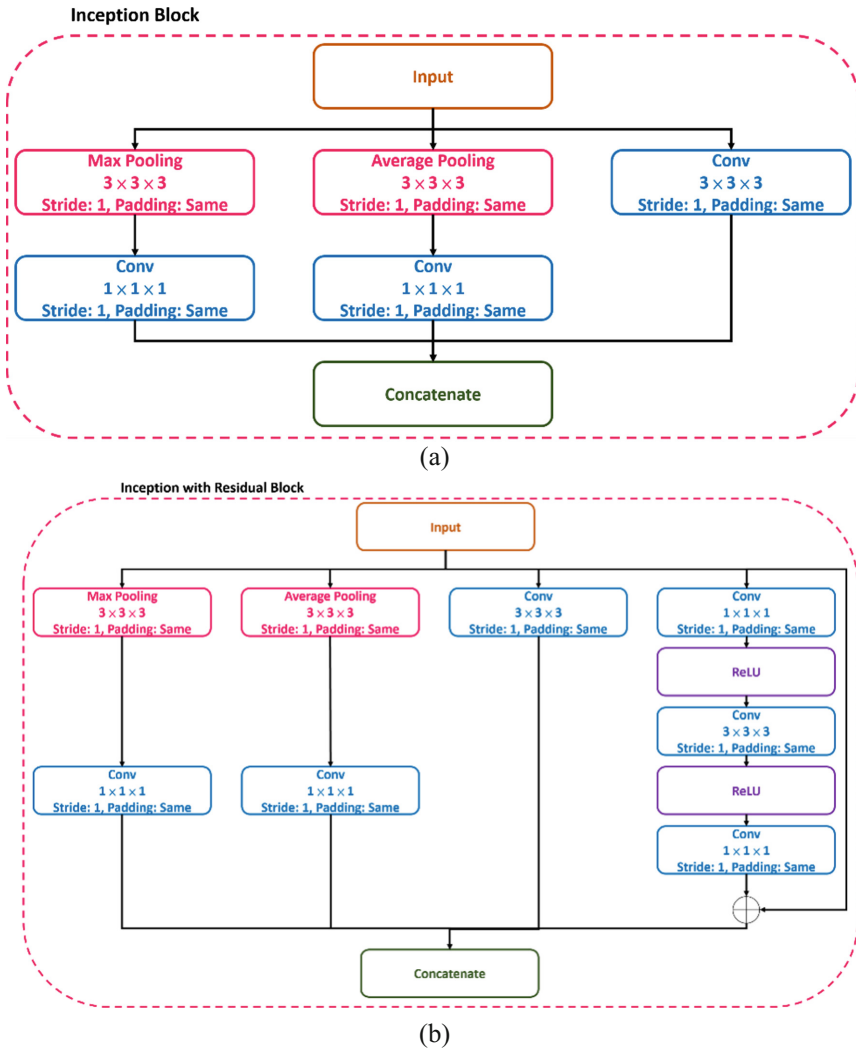 Inception Block
Input
Max Pooling
3 × 3 × 3
Stride: 1, Padding: Same
Average Pooling
3 × 3 × 3
Stride: 1, Padding: Same
Conv
3 × 3 × 3
Stride: 1, Padding: Same
Conv
1 × 1 × 1
Stride: 1, Padding: Same
Conv
1 × 1 × 1
Stride: 1, Padding: Same
Concatenate
(a)
Inception with Residual Block
Input
Max Pooling
3 × 3 × 3
Stride: 1, Padding: Same
Average Pooling
3 × 3 × 3
Stride: 1, Padding: Same
Conv
3 × 3 × 3
Stride: 1, Padding: Same
Conv
1 × 1 × 1
Stride: 1, Padding: Same
ReLU
Conv
3 × 3 × 3
Stride: 1, Padding: Same
Conv
1 × 1 × 1
Stride: 1, Padding: Same
Conv
1 × 1 × 1
Stride: 1, Padding: Same
ReLU
Conv
1 × 1 × 1
Stride: 1, Padding: Same
Concatenate
(b)